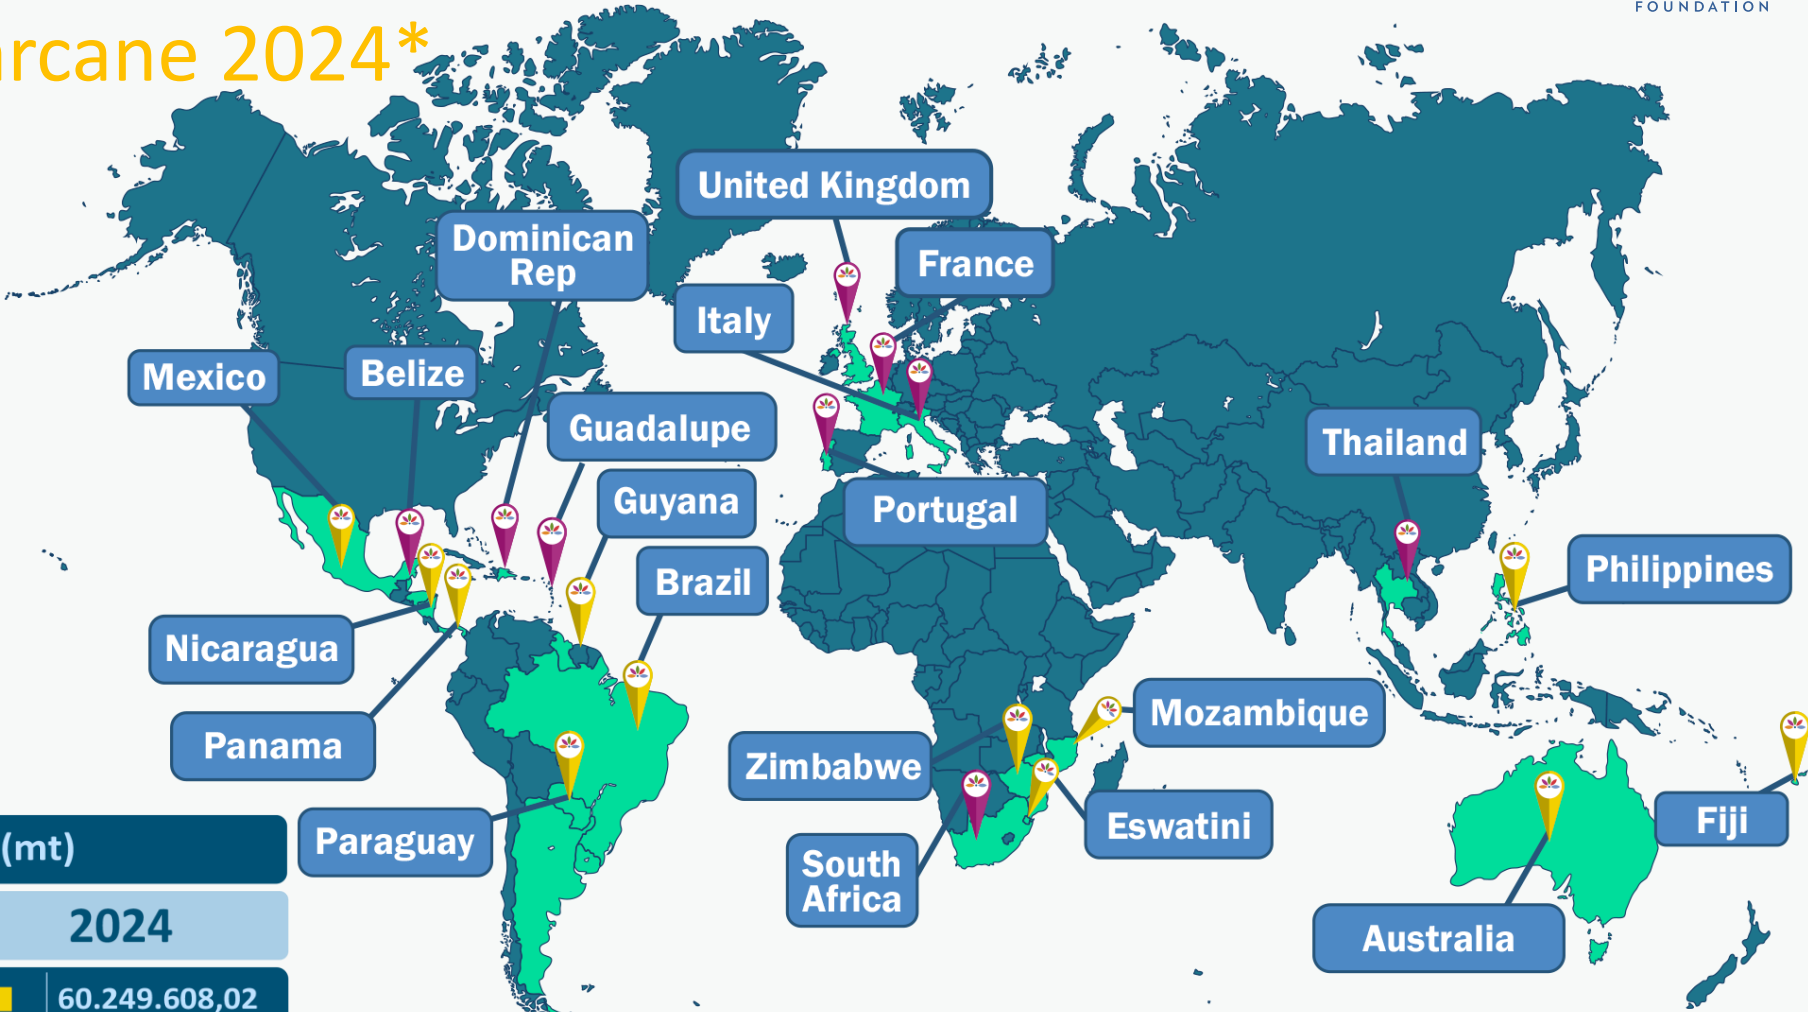 FOUNDATION
arcane 2024*
United Kingdom
Dominican
Rep
France
Italy
Mexico
Belize
Guadalupe
Thailand
Guyana
Portugal
Brazil
Philippines
Nicaragua
Mozambique
Panama
Zimbabwe
Paraguay
Eswatini
Fiji
South
Africa
Australia
(mt)
2024
60.249.608,02